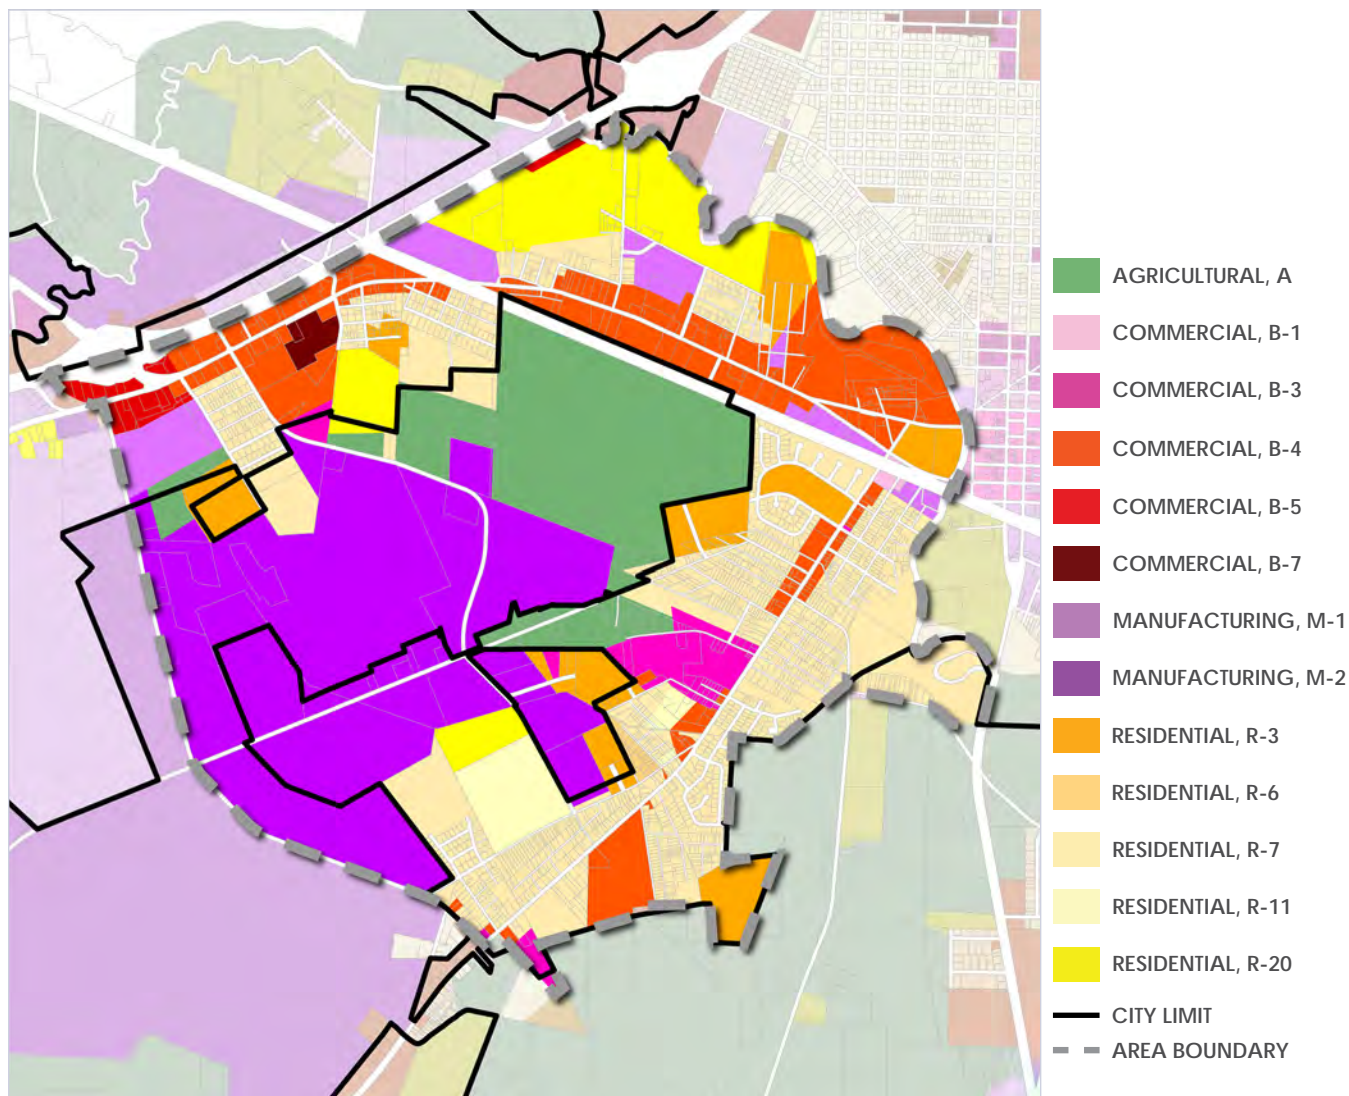 AGRICULTURAL, A
COMMERCIAL, B-1
COMMERCIAL, B-3
COMMERCIAL, B-4
COMMERCIAL, B-5
COMMERCIAL, B-7
MANUFACTURING, M-1
MANUFACTURING, M-2
RESIDENTIAL, R-3
RESIDENTIAL, R-6
RESIDENTIAL, R-7
RESIDENTIAL, R-11
RESIDENTIAL, R-20
CITY LIMIT
AREA BOUNDARY